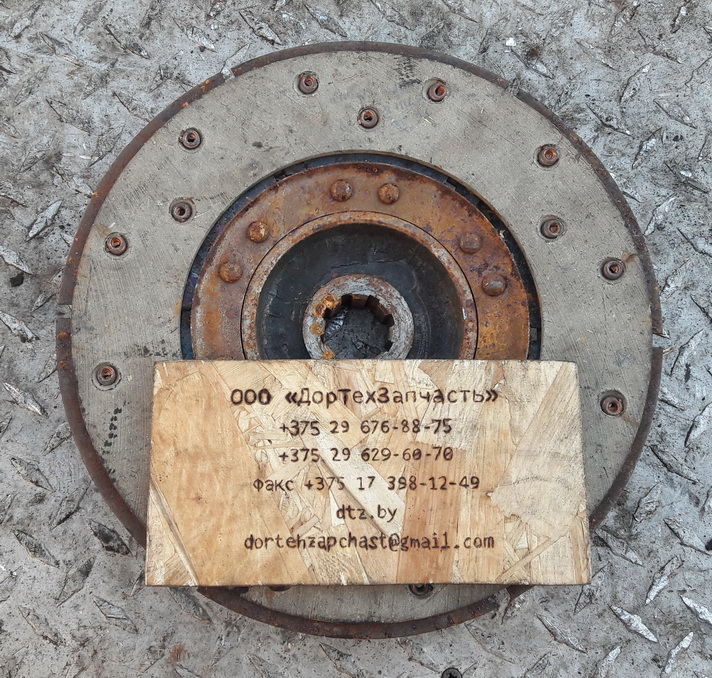 ООО «ДорТехЗапчасть»
+375 29 676-88-75
+375 29 629-60-70
Факс +375 17 398-12-49
dtz.by
dortehzapchast@gmail.com